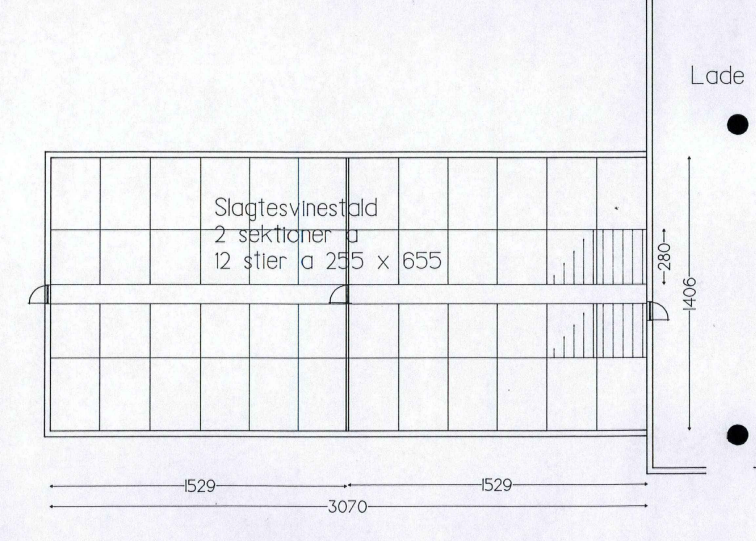 Lade
Slagtesvinestald
2 sektioner a
12 stier a 255 x 655
280
1406
1529
1529
3070